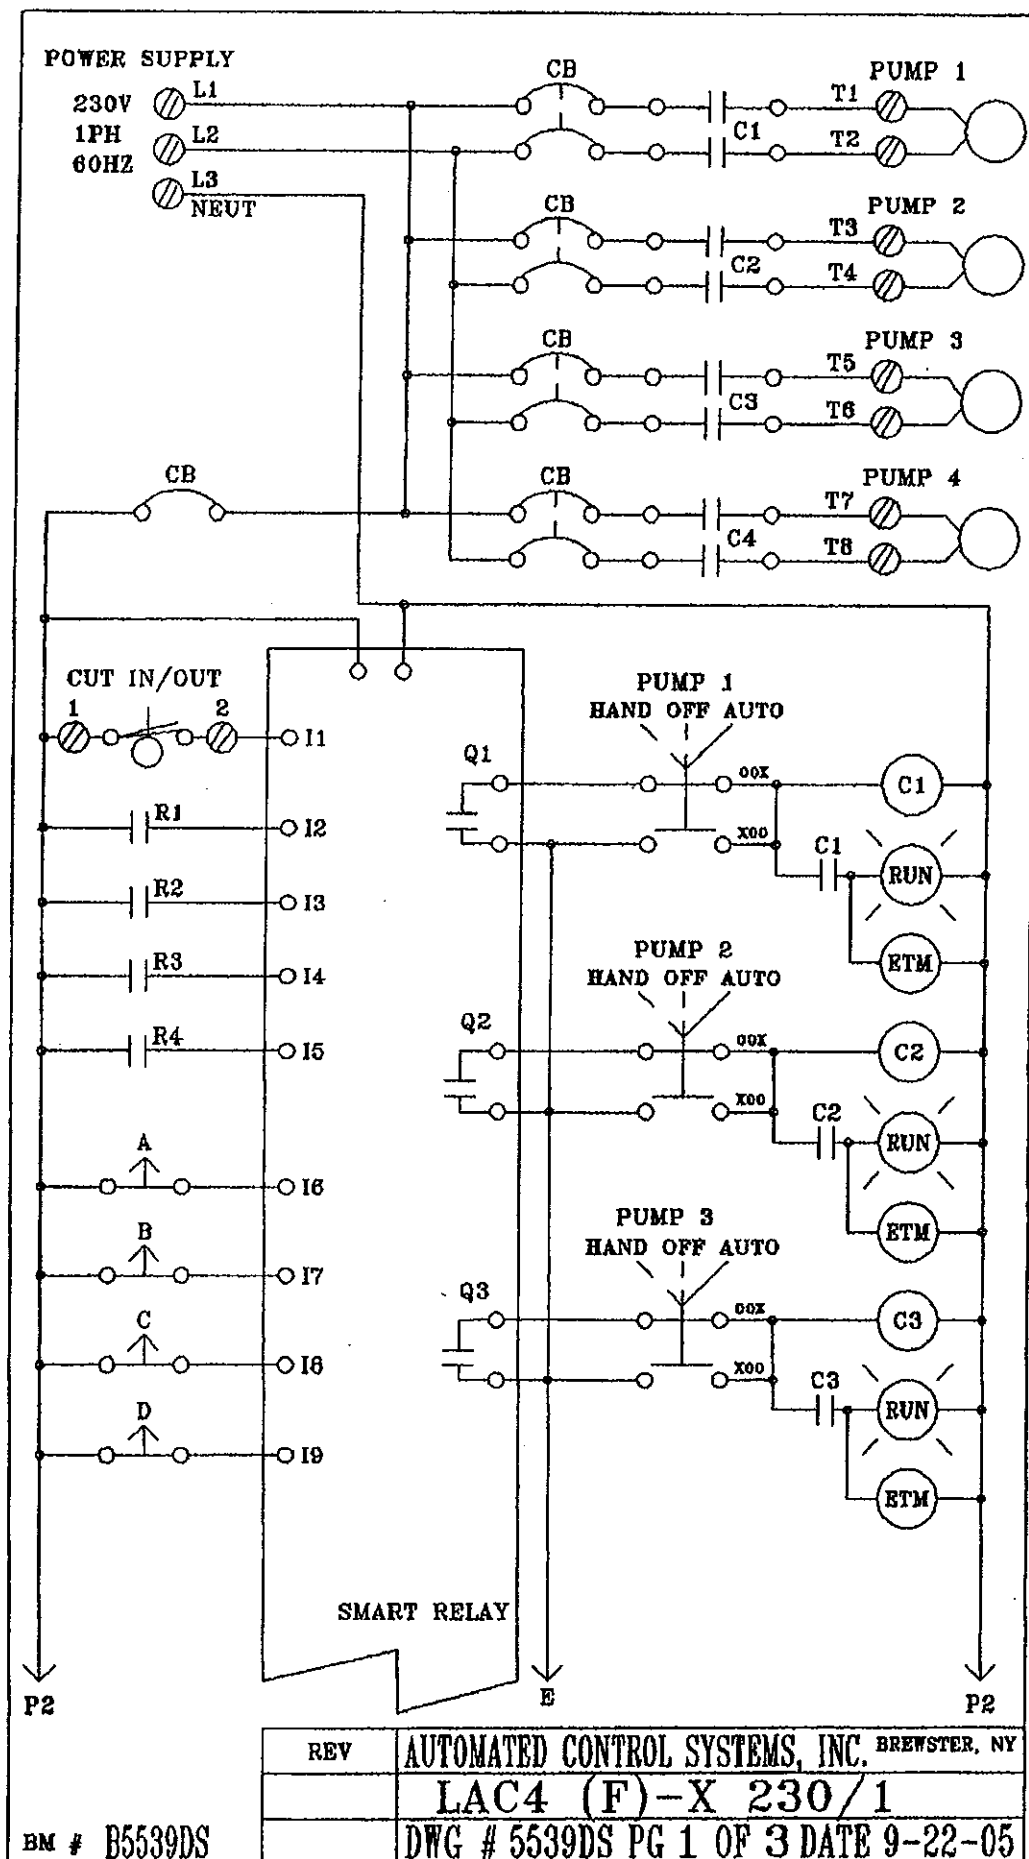 POWER SUPPLY
230V
1PH
60HZ
L1
L2
L3
NEUT
CB
C1
T1
T2
PUMP 1
CB
C2
T3
T4
PUMP 2
CB
C3
T5
T6
PUMP 3
CB
CB
C4
T7
T8
PUMP 4
CUT IN/OUT
1
2
I1
R1
I2
R2
I3
R3
I4
R4
I5
A
I6
B
I7
C
I8
D
I9
PUMP 1
HAND OFF AUTO
Q1
OOX
XOO
C1
C1
RUN
ETM
PUMP 2
HAND OFF AUTO
Q2
OOX
XOO
C2
C2
RUN
ETM
PUMP 3
HAND OFF AUTO
Q3
OOX
XOO
C3
C3
RUN
ETM
SMART RELAY
P2
E
P2
REV
AUTOMATED CONTROL SYSTEMS, INC. BREWSTER, NY
LAC4 (F)-X 230/1
BM # B5539DS
DWG # 5539DS PG 1 OF 3 DATE 9-22-05